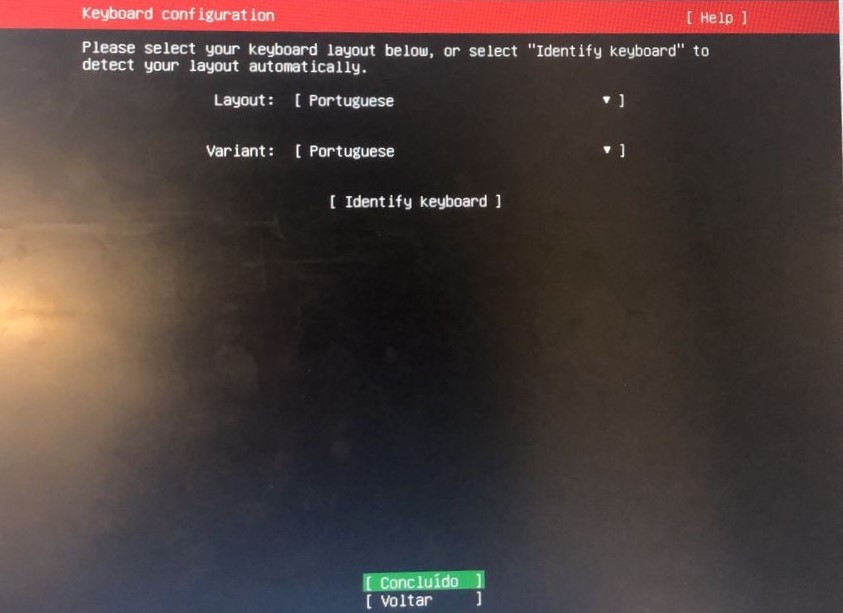 Keyboard configuration [ Help ]
Please select your keyboard layout below, or select "Identify keyboard" to
detect your layout automatically.
Layout: [ Portuguese ▾ ]
Variant: [ Portuguese ▾ ]
[ Identify keyboard ]
[ Concluído ]
[ Voltar ]